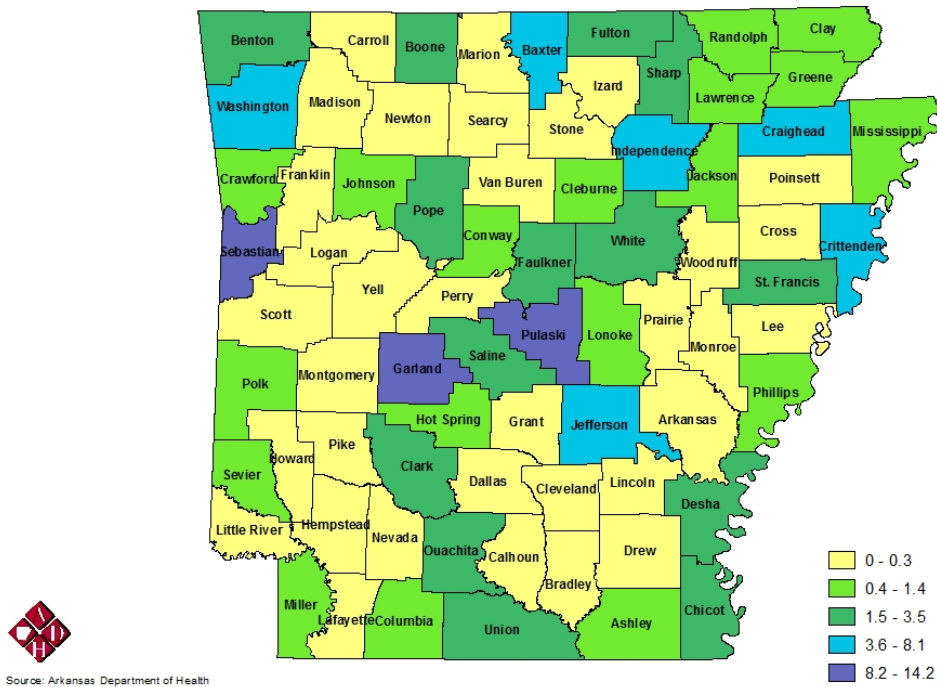 Benton
Carroll
Boone
Marion
Baxter
Fulton
Randolph
Clay
Sharp
Greene
Izard
Lawrence
Washington
Madison
Newton
Searcy
Stone
Independence
Craighead
Mississippi
Crawford
Franklin
Johnson
Pope
Van Buren
Cleburne
Jackson
Poinsett
Sebastian
Logan
Conway
Faulkner
White
Woodruff
Cross
Crittenden
Scott
Yell
Perry
Pulaski
Lonoke
Prairie
Monroe
St. Francis
Lee
Polk
Montgomery
Garland
Saline
Hot Spring
Grant
Jefferson
Arkansas
Phillips
Sevier
Howard
Pike
Clark
Dallas
Cleveland
Lincoln
Desha
Little River
Hempstead
Nevada
Ouachita
Calhoun
Bradley
Drew
Chicot
Miller
Lafayette
Columbia
Union
Ashley
0 - 0.3
0.4 - 1.4
1.5 - 3.5
3.6 - 8.1
8.2 - 14.2
A
D
H
Source: Arkansas Department of Health